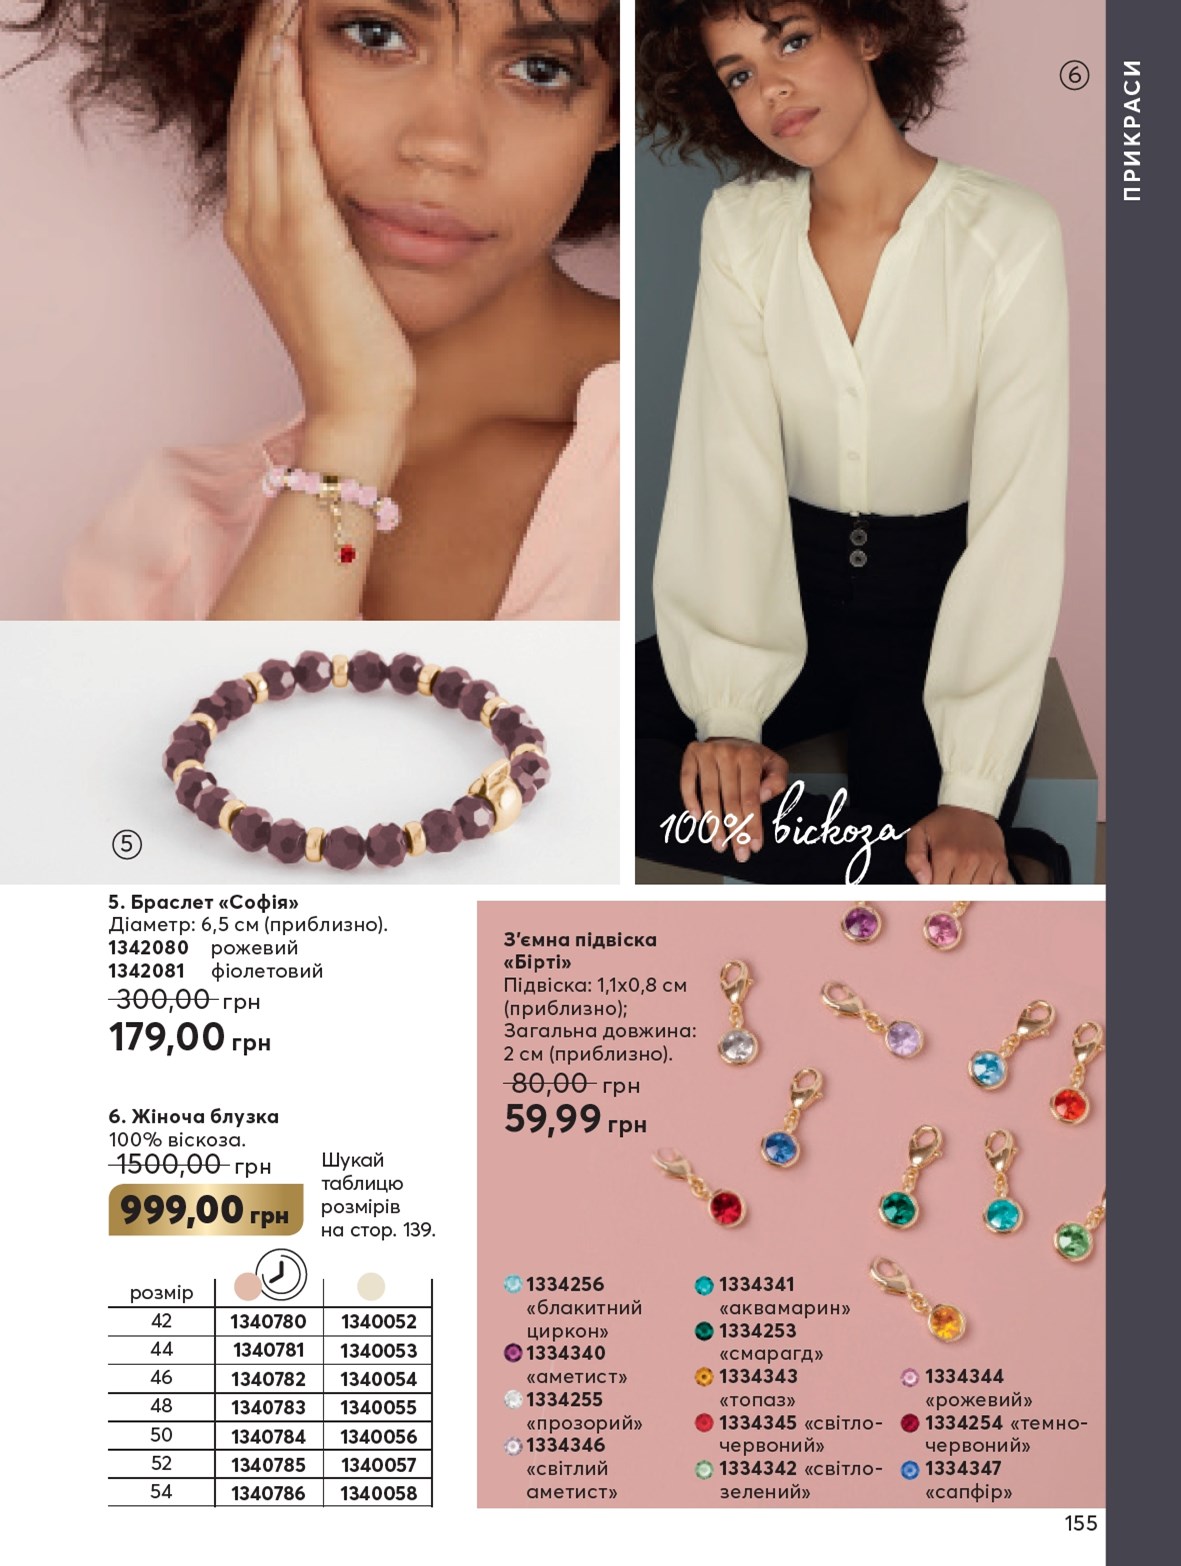 ПРИКРАСИ
6
100% віскоза
5
5. Браслет «Софія»
Діаметр: 6,5 см (приблизно).
1342080 рожевий
1342081 фіолетовий
300,00 грн
179,00 грн
6. Жіноча блузка
100% віскоза.
1500,00 грн
999,00 грн
Шукай
таблицю
розмірів
на стор. 139.
розмір
42 1340780 1340052
44 1340781 1340053
46 1340782 1340054
48 1340783 1340055
50 1340784 1340056
52 1340785 1340057
54 1340786 1340058
З’ємна підвіска
«Бірті»
Підвіска: 1,1х0,8 см
(приблизно);
Загальна довжина:
2 см (приблизно).
80,00 грн
59,99 грн
1334256
«блакитний
циркон»
1334340
«аметист»
1334255
«прозорий»
1334346
«світлий
аметист»
1334341
«аквамарин»
1334253
«смарагд»
1334343
«топаз»
1334345 «світло-
червоний»
1334342 «світло-
зелений»
1334344
«рожевий»
1334254 «темно-
червоний»
1334347
«сапфір»
155